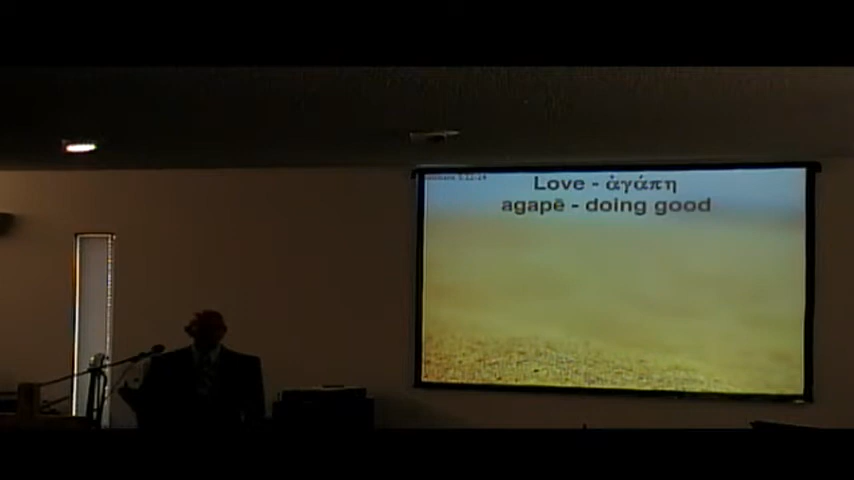 Love - ἀγάπη
agapē - doing good